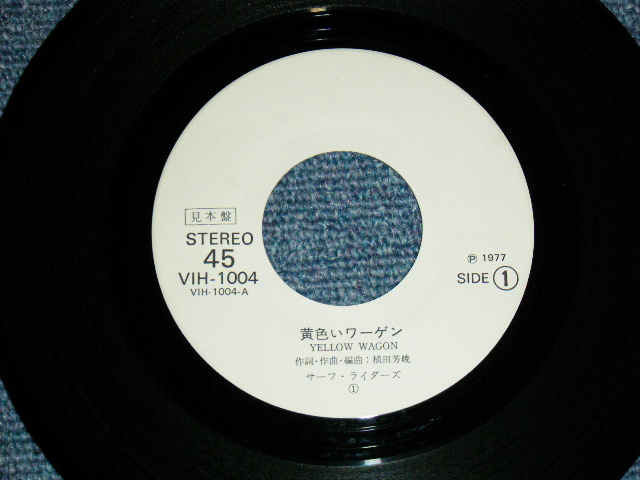 見本盤
STEREO
45
VIH-1004
VIH-1004-A
Ⓟ 1977
SIDE ①
黄色いワーゲン
YELLOW WAGON
作詞・作曲・編曲：植田芳暁
サーフ・ライダーズ
①